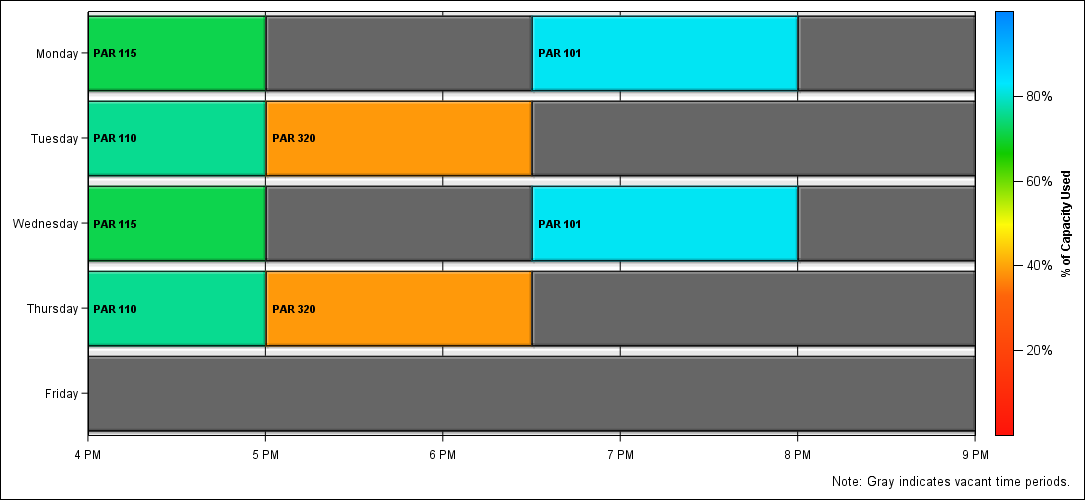 Monday
PAR 115
PAR 101
Tuesday
PAR 110
PAR 320
Wednesday
PAR 115
PAR 101
Thursday
PAR 110
PAR 320
Friday
4 PM
5 PM
6 PM
7 PM
8 PM
9 PM
80%
60%
40%
20%
% of Capacity Used
Note: Gray indicates vacant time periods.